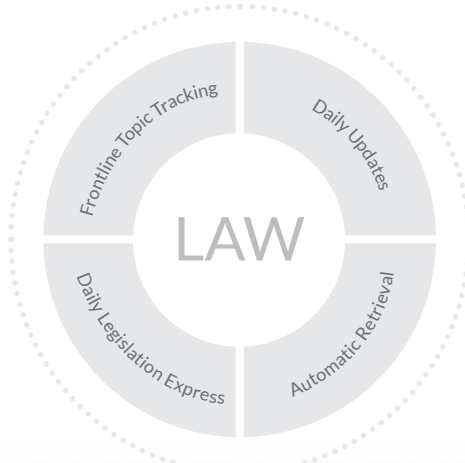 Frontline Topic Tracking
Daily Updates
LAW
Daily Legislation Express
Automatic Retrieval